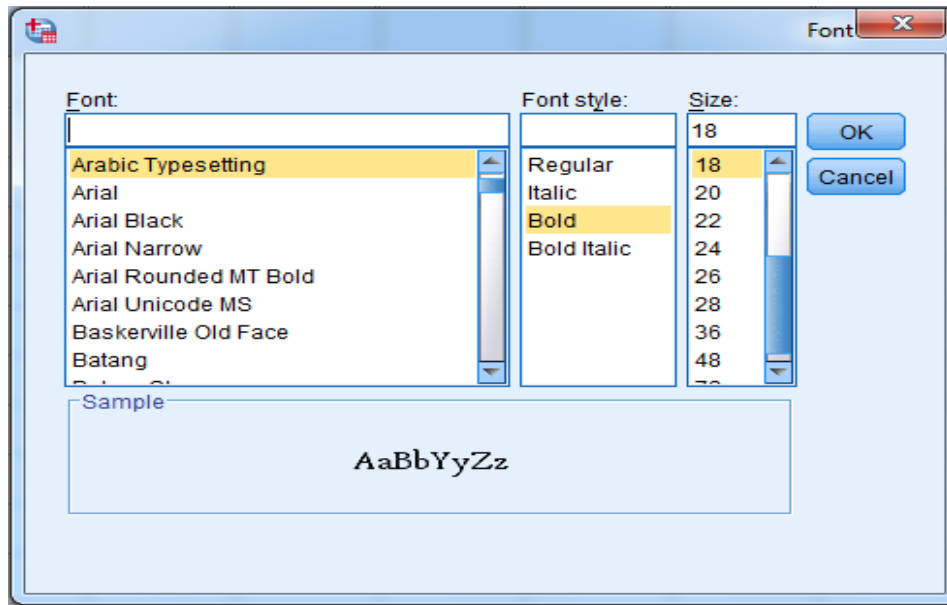 Font
Font: Font style: Size:
18
OK
Arabic Typesetting Regular 18
Cancel
Arial Italic 20
Arial Black Bold 22
Arial Narrow Bold Italic 24
Arial Rounded MT Bold 26
Arial Unicode MS 28
Baskerville Old Face 36
Batang 48
Sample
AaBbYyZz